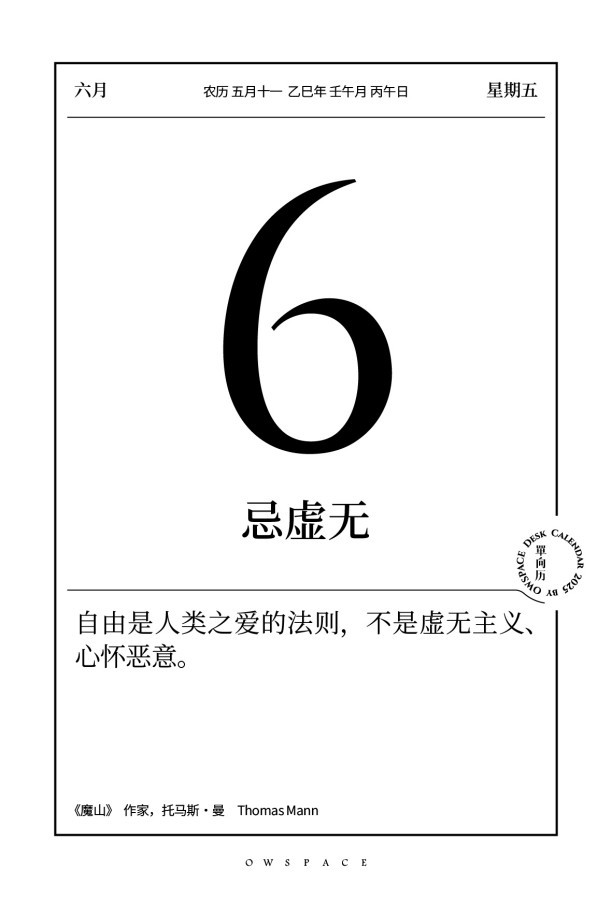 六月 农历 五月十一 乙巳年 壬午月 丙午日 星期五
6
忌虚无
單向历
OWSPACE DESK CALENDAR 2025 BY
自由是人类之爱的法则，不是虚无主义、
心怀恶意。
《魔山》 作家，托马斯·曼 Thomas Mann
OWSPACE